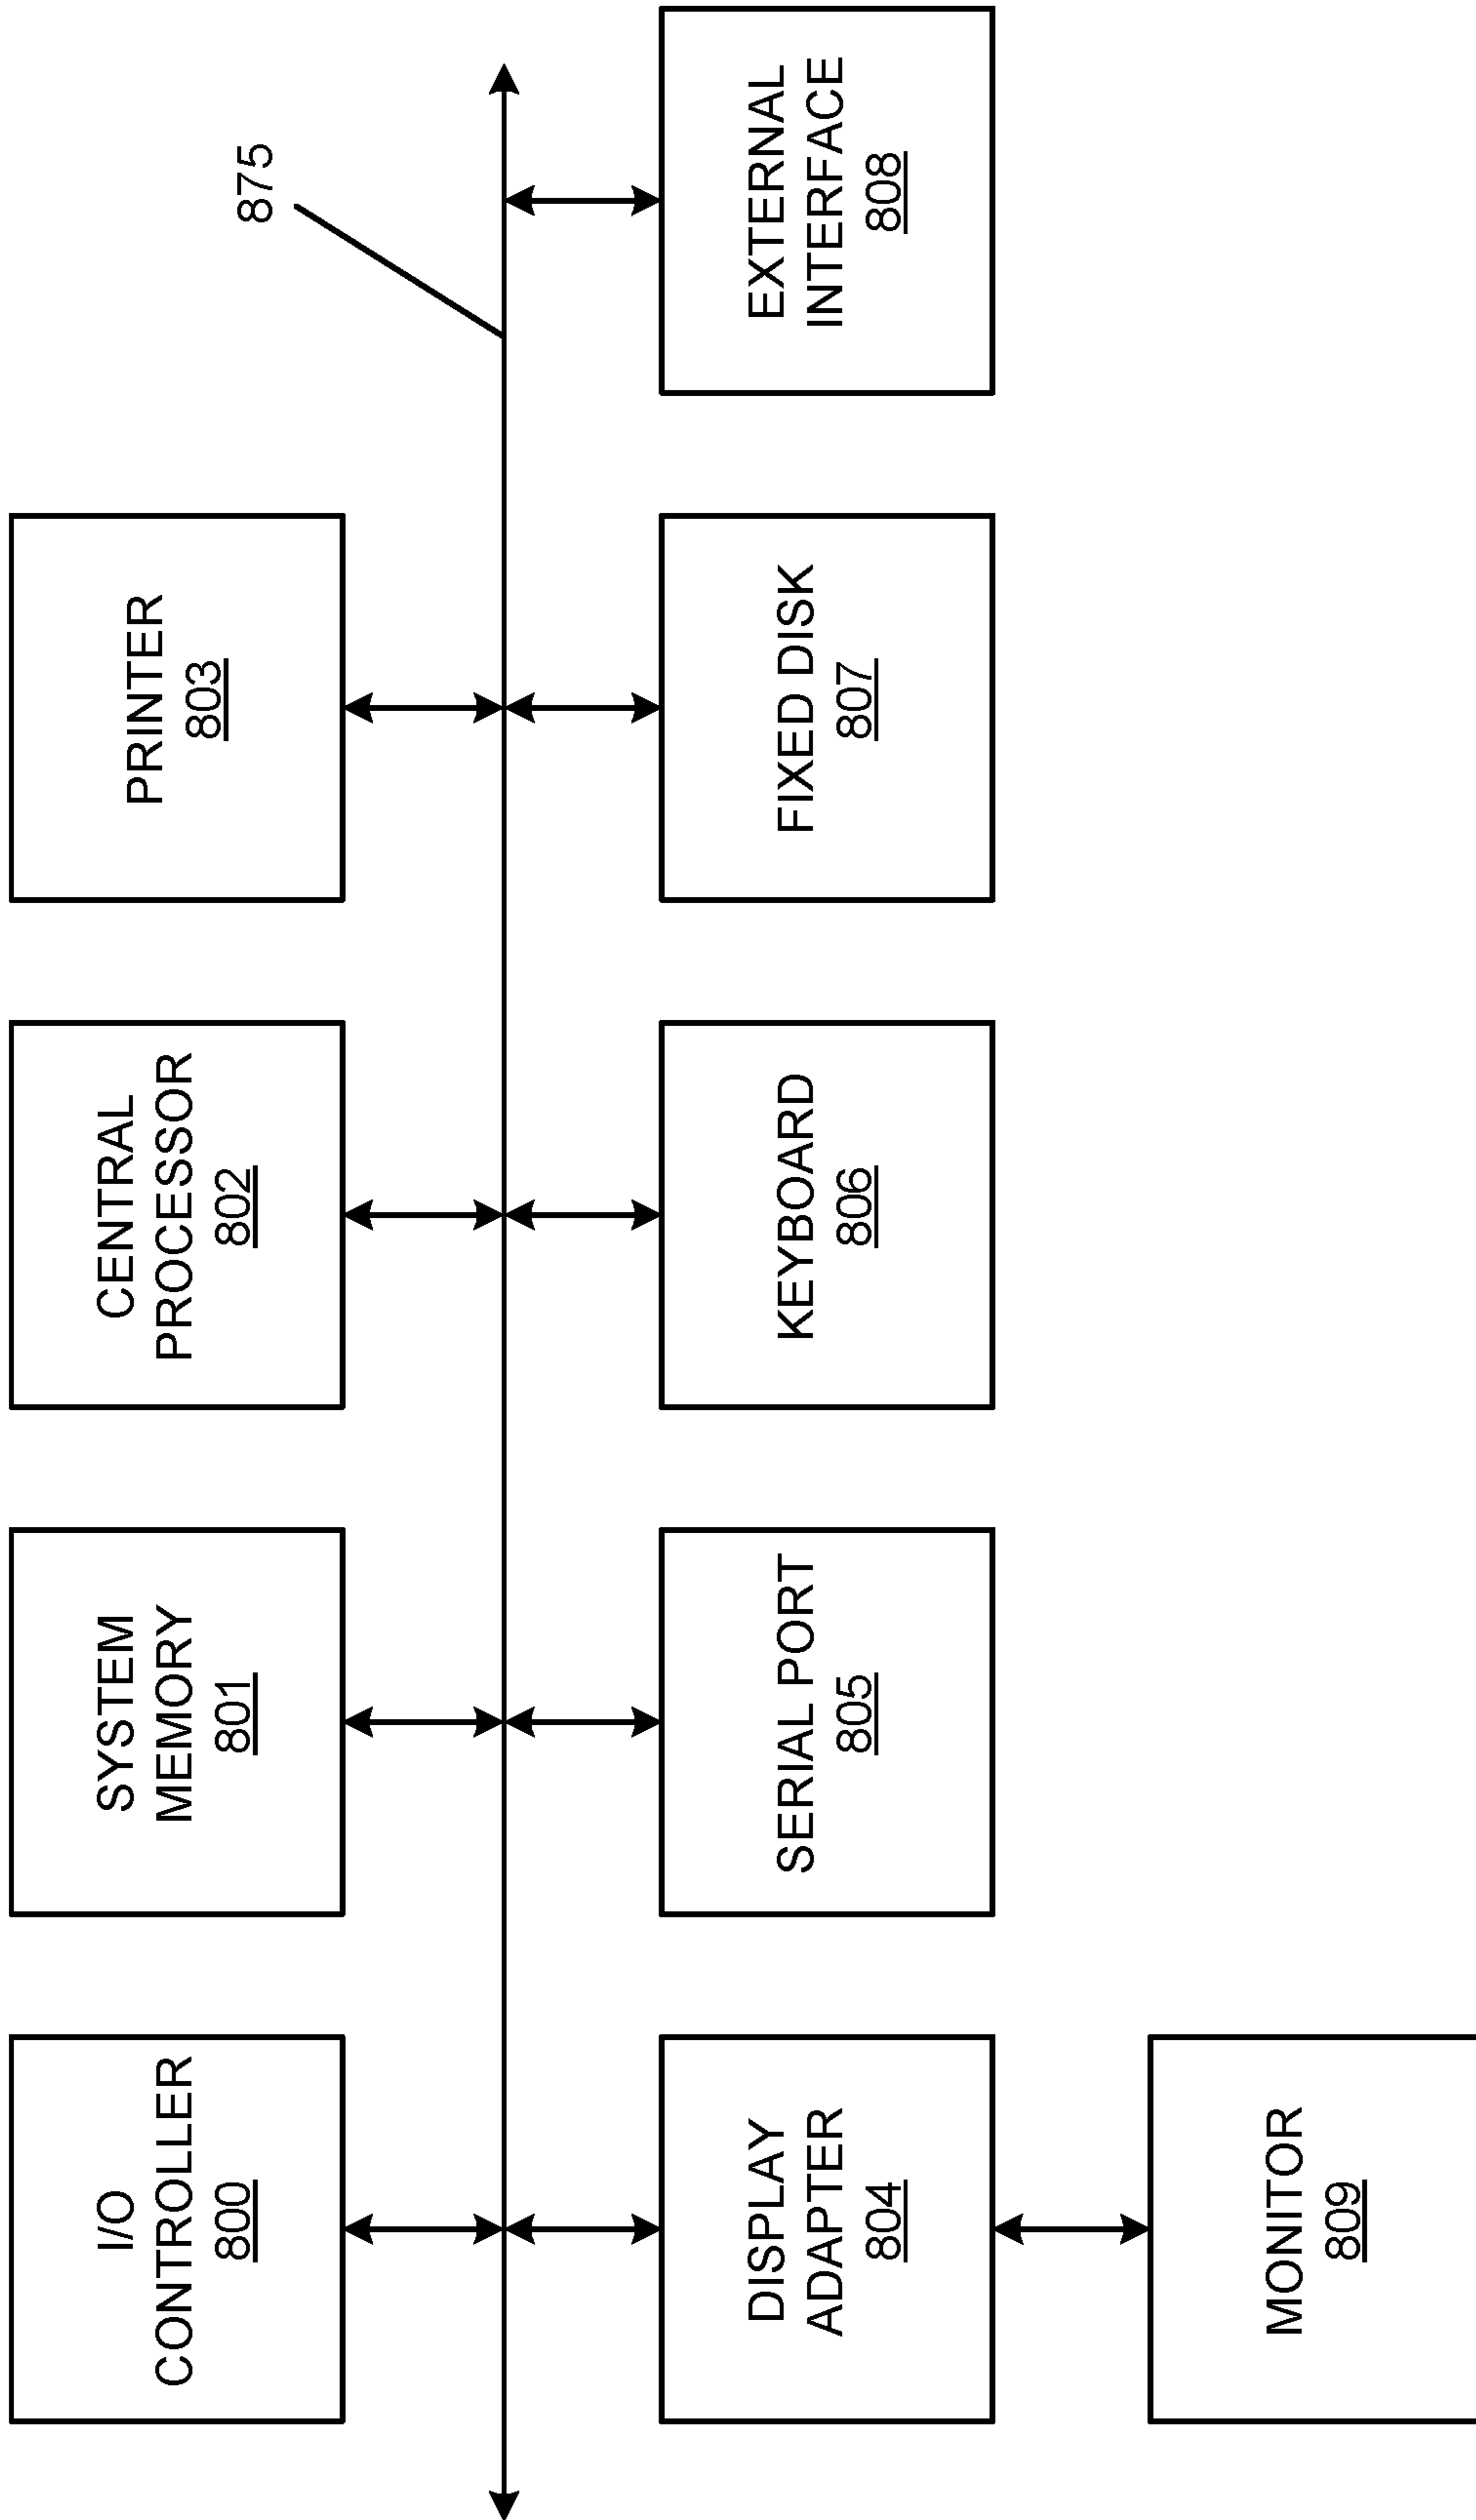 I/O
CONTROLLER
800
SYSTEM
MEMORY
801
CENTRAL
PROCESSOR
802
PRINTER
803
875
DISPLAY
ADAPTER
804
SERIAL PORT
805
KEYBOARD
806
FIXED DISK
807
EXTERNAL
INTERFACE
808
MONITOR
809